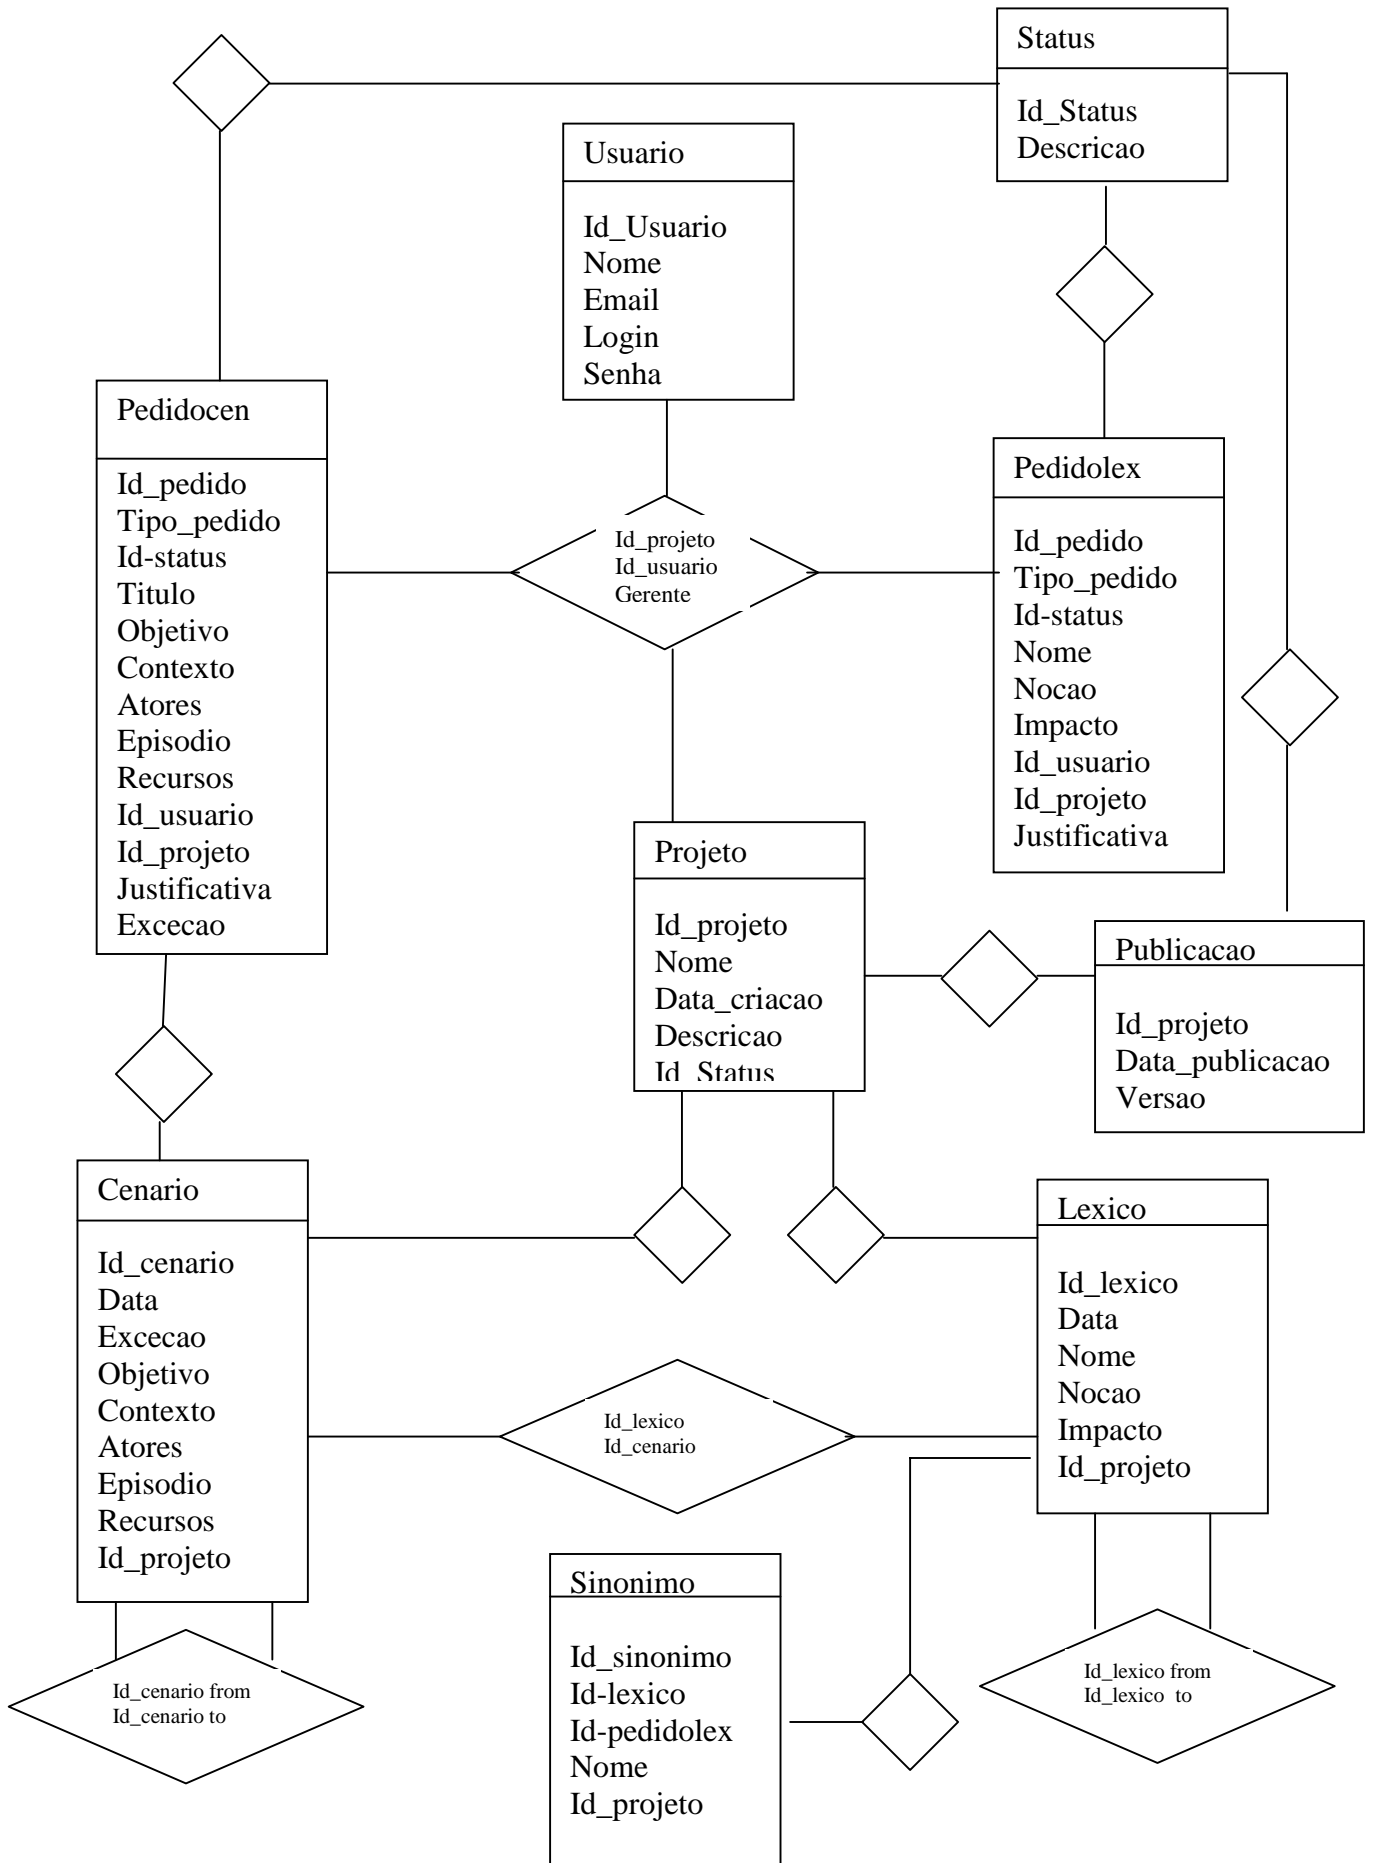 Status
Id_Status
Descricao
Usuario
Id_Usuario
Nome
Email
Login
Senha
Pedidocen
Id_pedido
Tipo_pedido
Id-status
Titulo
Objetivo
Contexto
Atores
Episodio
Recursos
Id_usuario
Id_projeto
Justificativa
Excecao
Id_projeto
Id_usuario
Gerente
Pedidolex
Id_pedido
Tipo_pedido
Id-status
Nome
Nocao
Impacto
Id_usuario
Id_projeto
Justificativa
Projeto
Id_projeto
Nome
Data_criacao
Descricao
Id_Status
Publicacao
Id_projeto
Data_publicacao
Versao
Cenario
Id_cenario
Data
Excecao
Objetivo
Contexto
Atores
Episodio
Recursos
Id_projeto
Lexico
Id_lexico
Data
Nome
Nocao
Impacto
Id_projeto
Id_lexico
Id_cenario
Id_cenario from
Id_cenario to
Sinonimo
Id_sinonimo
Id-lexico
Id-pedidolex
Nome
Id_projeto
Id_lexico from
Id_lexico  to